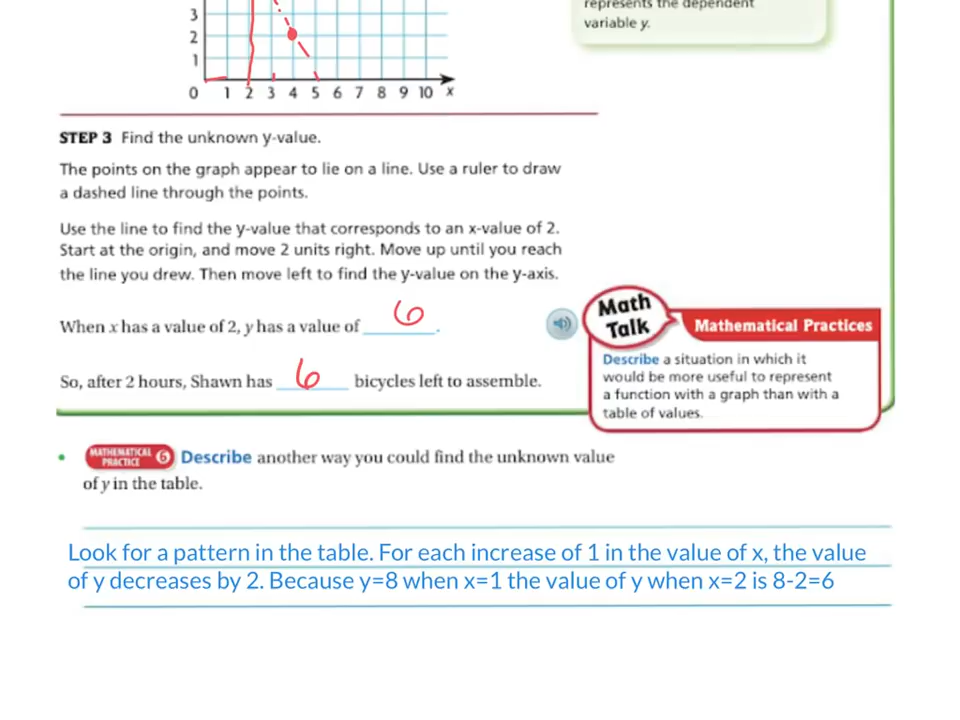 represents the dependent
variable y.
3
2
1
0 1 2 3 4 5 6 7 8 9 10 x
STEP 3 Find the unknown y-value.
The points on the graph appear to lie on a line. Use a ruler to draw
a dashed line through the points.
Use the line to find the y-value that corresponds to an x-value of 2.
Start at the origin, and move 2 units right. Move up until you reach
the line you drew. Then move left to find the y-value on the y-axis.
When x has a value of 2, y has a value of 6.
So, after 2 hours, Shawn has 6 bicycles left to assemble.
Math
Talk
Mathematical Practices
Describe a situation in which it
would be more useful to represent
a function with a graph than with a
table of values.
• MATHEMATICAL PRACTICE 6 Describe another way you could find the unknown value
of y in the table.
Look for a pattern in the table. For each increase of 1 in the value of x, the value
of y decreases by 2. Because y=8 when x=1 the value of y when x=2 is 8-2=6